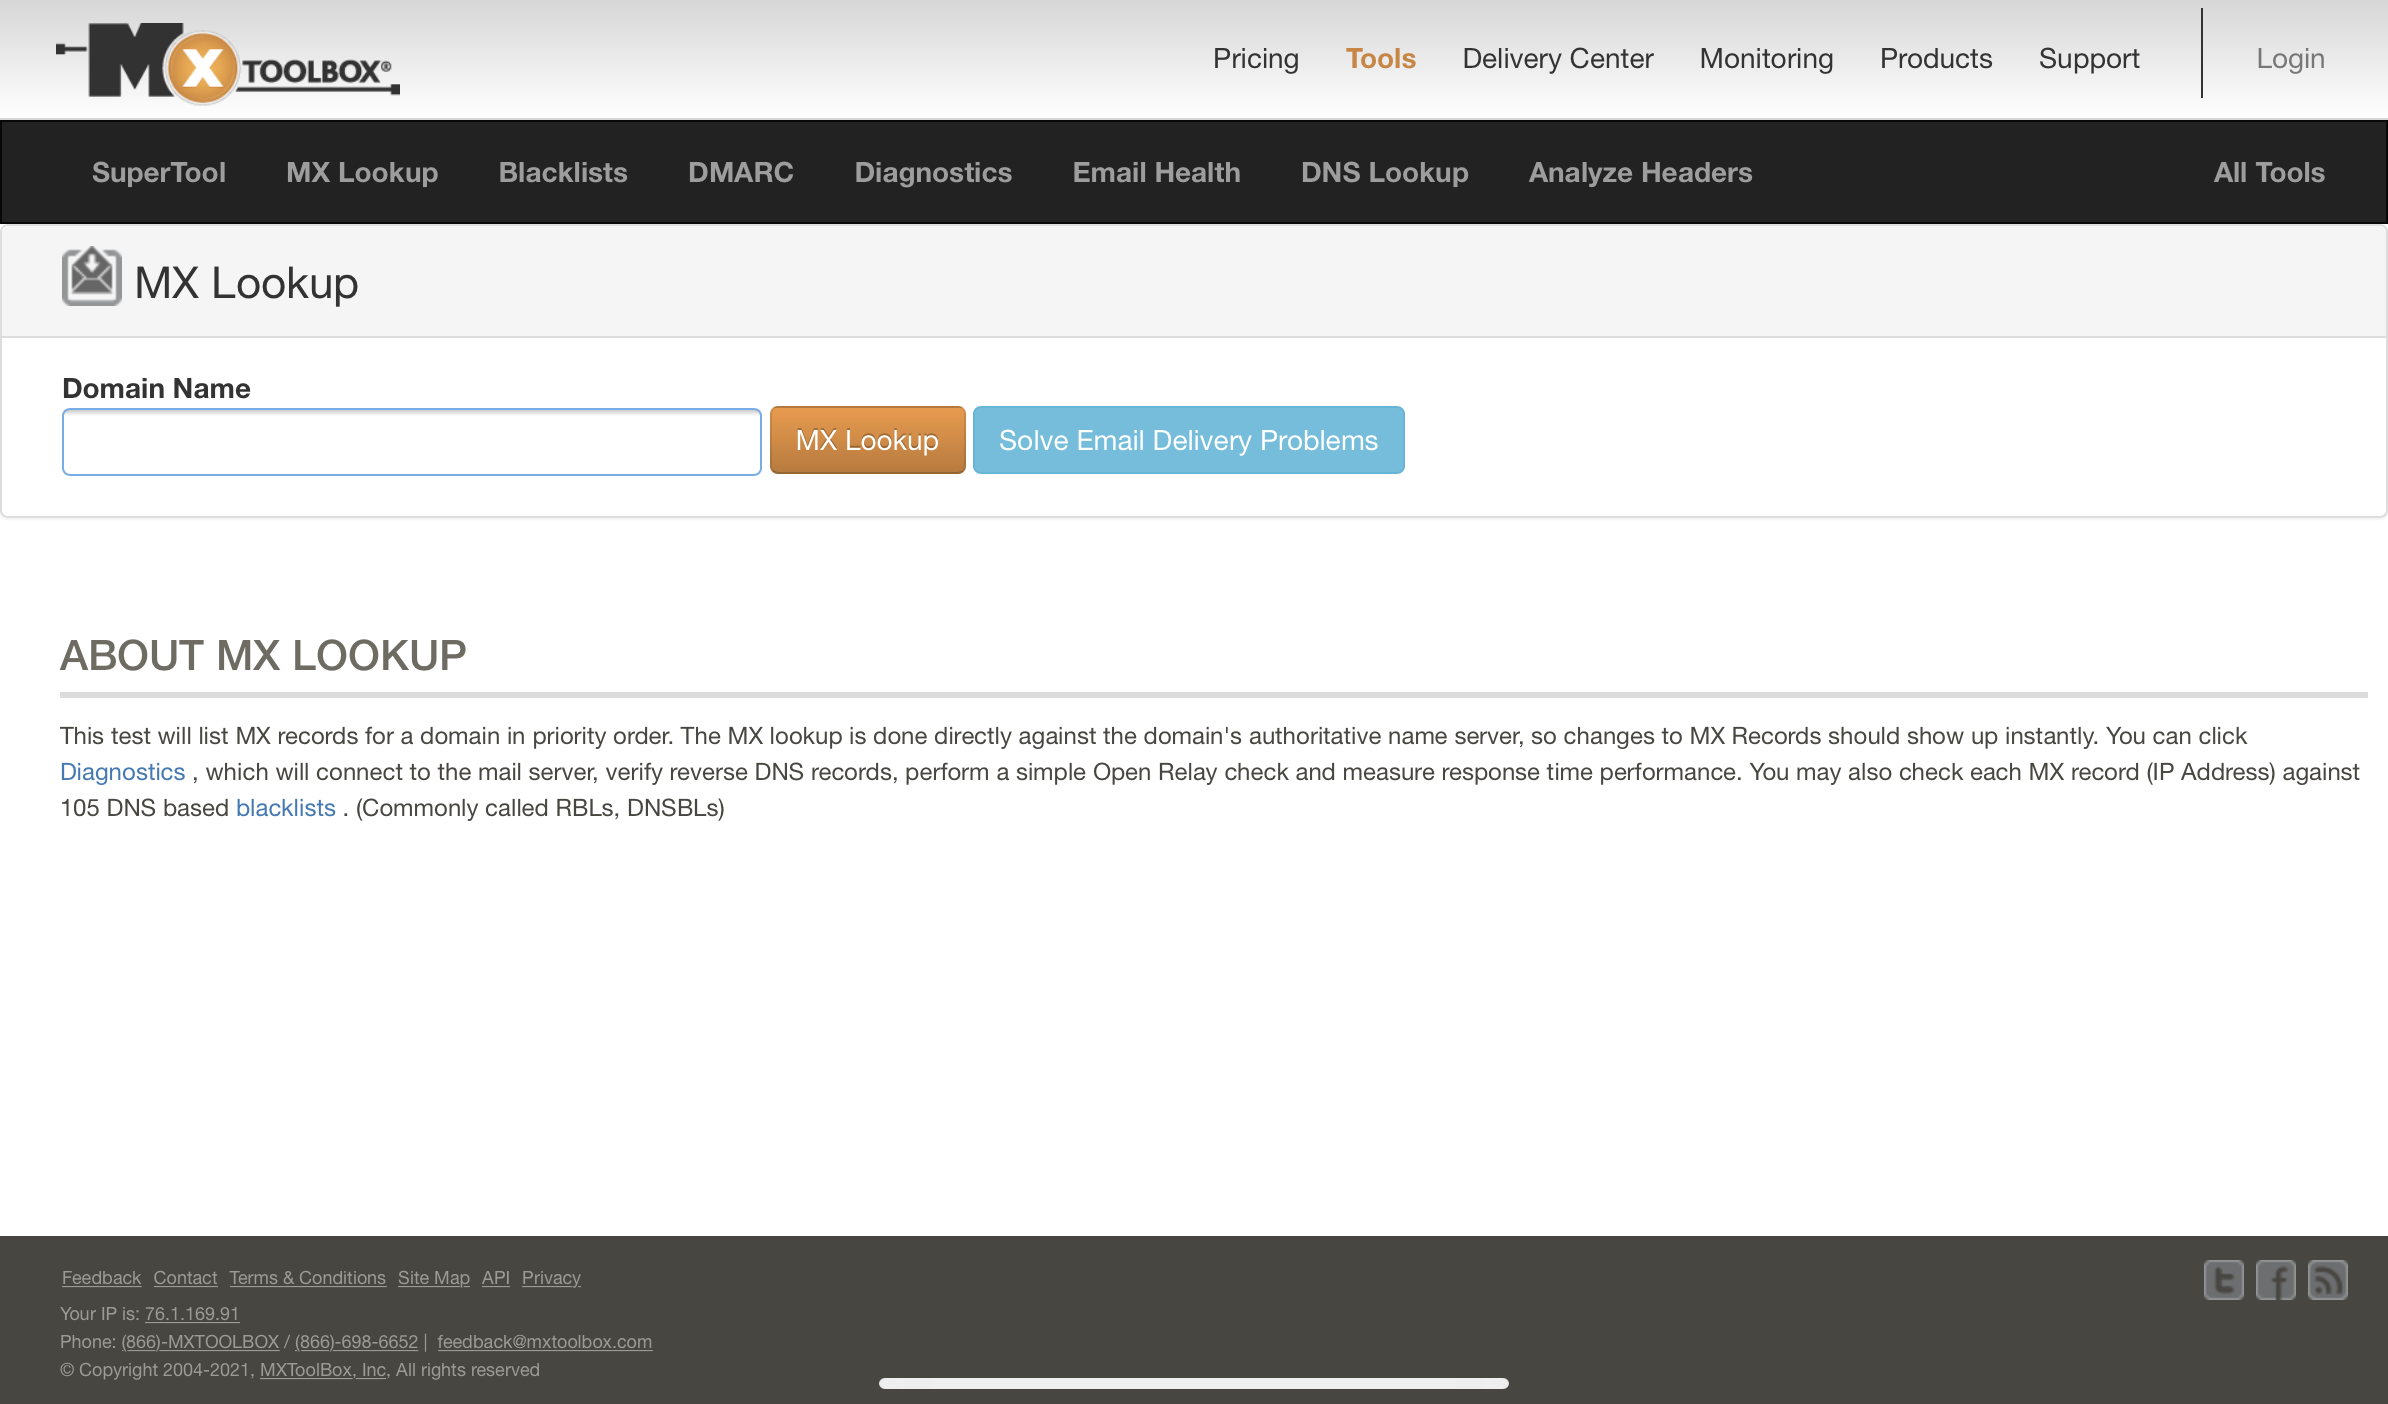 MX TOOLBOX®
Pricing Tools Delivery Center Monitoring Products Support Login
SuperTool MX Lookup Blacklists DMARC Diagnostics Email Health DNS Lookup Analyze Headers All Tools
MX Lookup
Domain Name
MX Lookup Solve Email Delivery Problems
ABOUT MX LOOKUP
This test will list MX records for a domain in priority order. The MX lookup is done directly against the domain's authoritative name server, so changes to MX Records should show up instantly. You can click
Diagnostics , which will connect to the mail server, verify reverse DNS records, perform a simple Open Relay check and measure response time performance. You may also check each MX record (IP Address) against
105 DNS based blacklists . (Commonly called RBLs, DNSBLs)
Feedback Contact Terms & Conditions Site Map API Privacy
Your IP is: 76.1.169.91
Phone: (866)-MXTOOLBOX / (866)-698-6652 | feedback@mxtoolbox.com
© Copyright 2004-2021, MXToolBox, Inc, All rights reserved